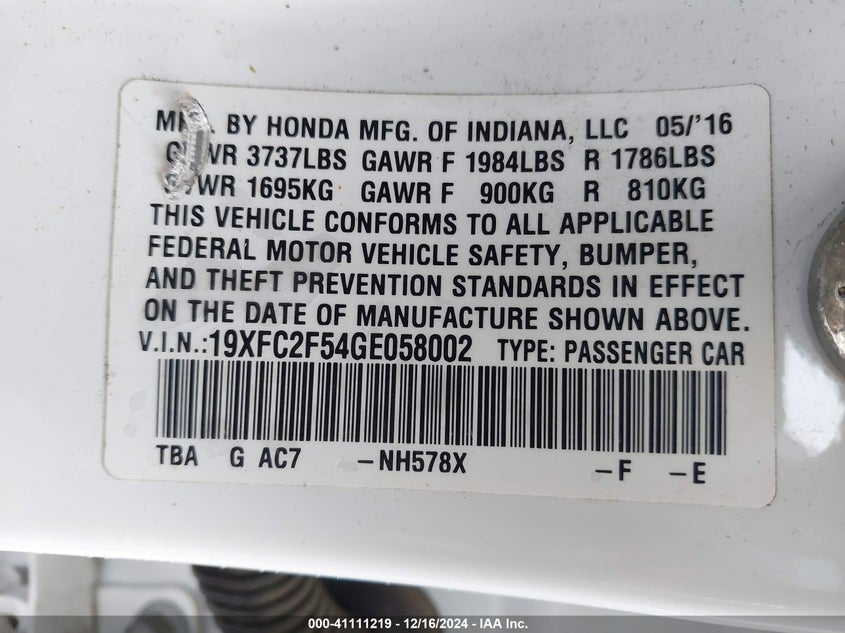 BY HONDA MFG. OF INDIANA, LLC 05/'16
3737LBS GAWR F 1984LBS R 1786LBS
1695KG GAWR F 900KG R 810KG
THIS VEHICLE CONFORMS TO ALL APPLICABLE
FEDERAL MOTOR VEHICLE SAFETY, BUMPER,
AND THEFT PREVENTION STANDARDS IN EFFECT
ON THE DATE OF MANUFACTURE SHOWN ABOVE.
V.I.N.:19XFC2F54GE058002 TYPE: PASSENGER CAR
TBA G AC7 -NH578X -F -E
000-41111219 - 12/16/2024 - IAA Inc.